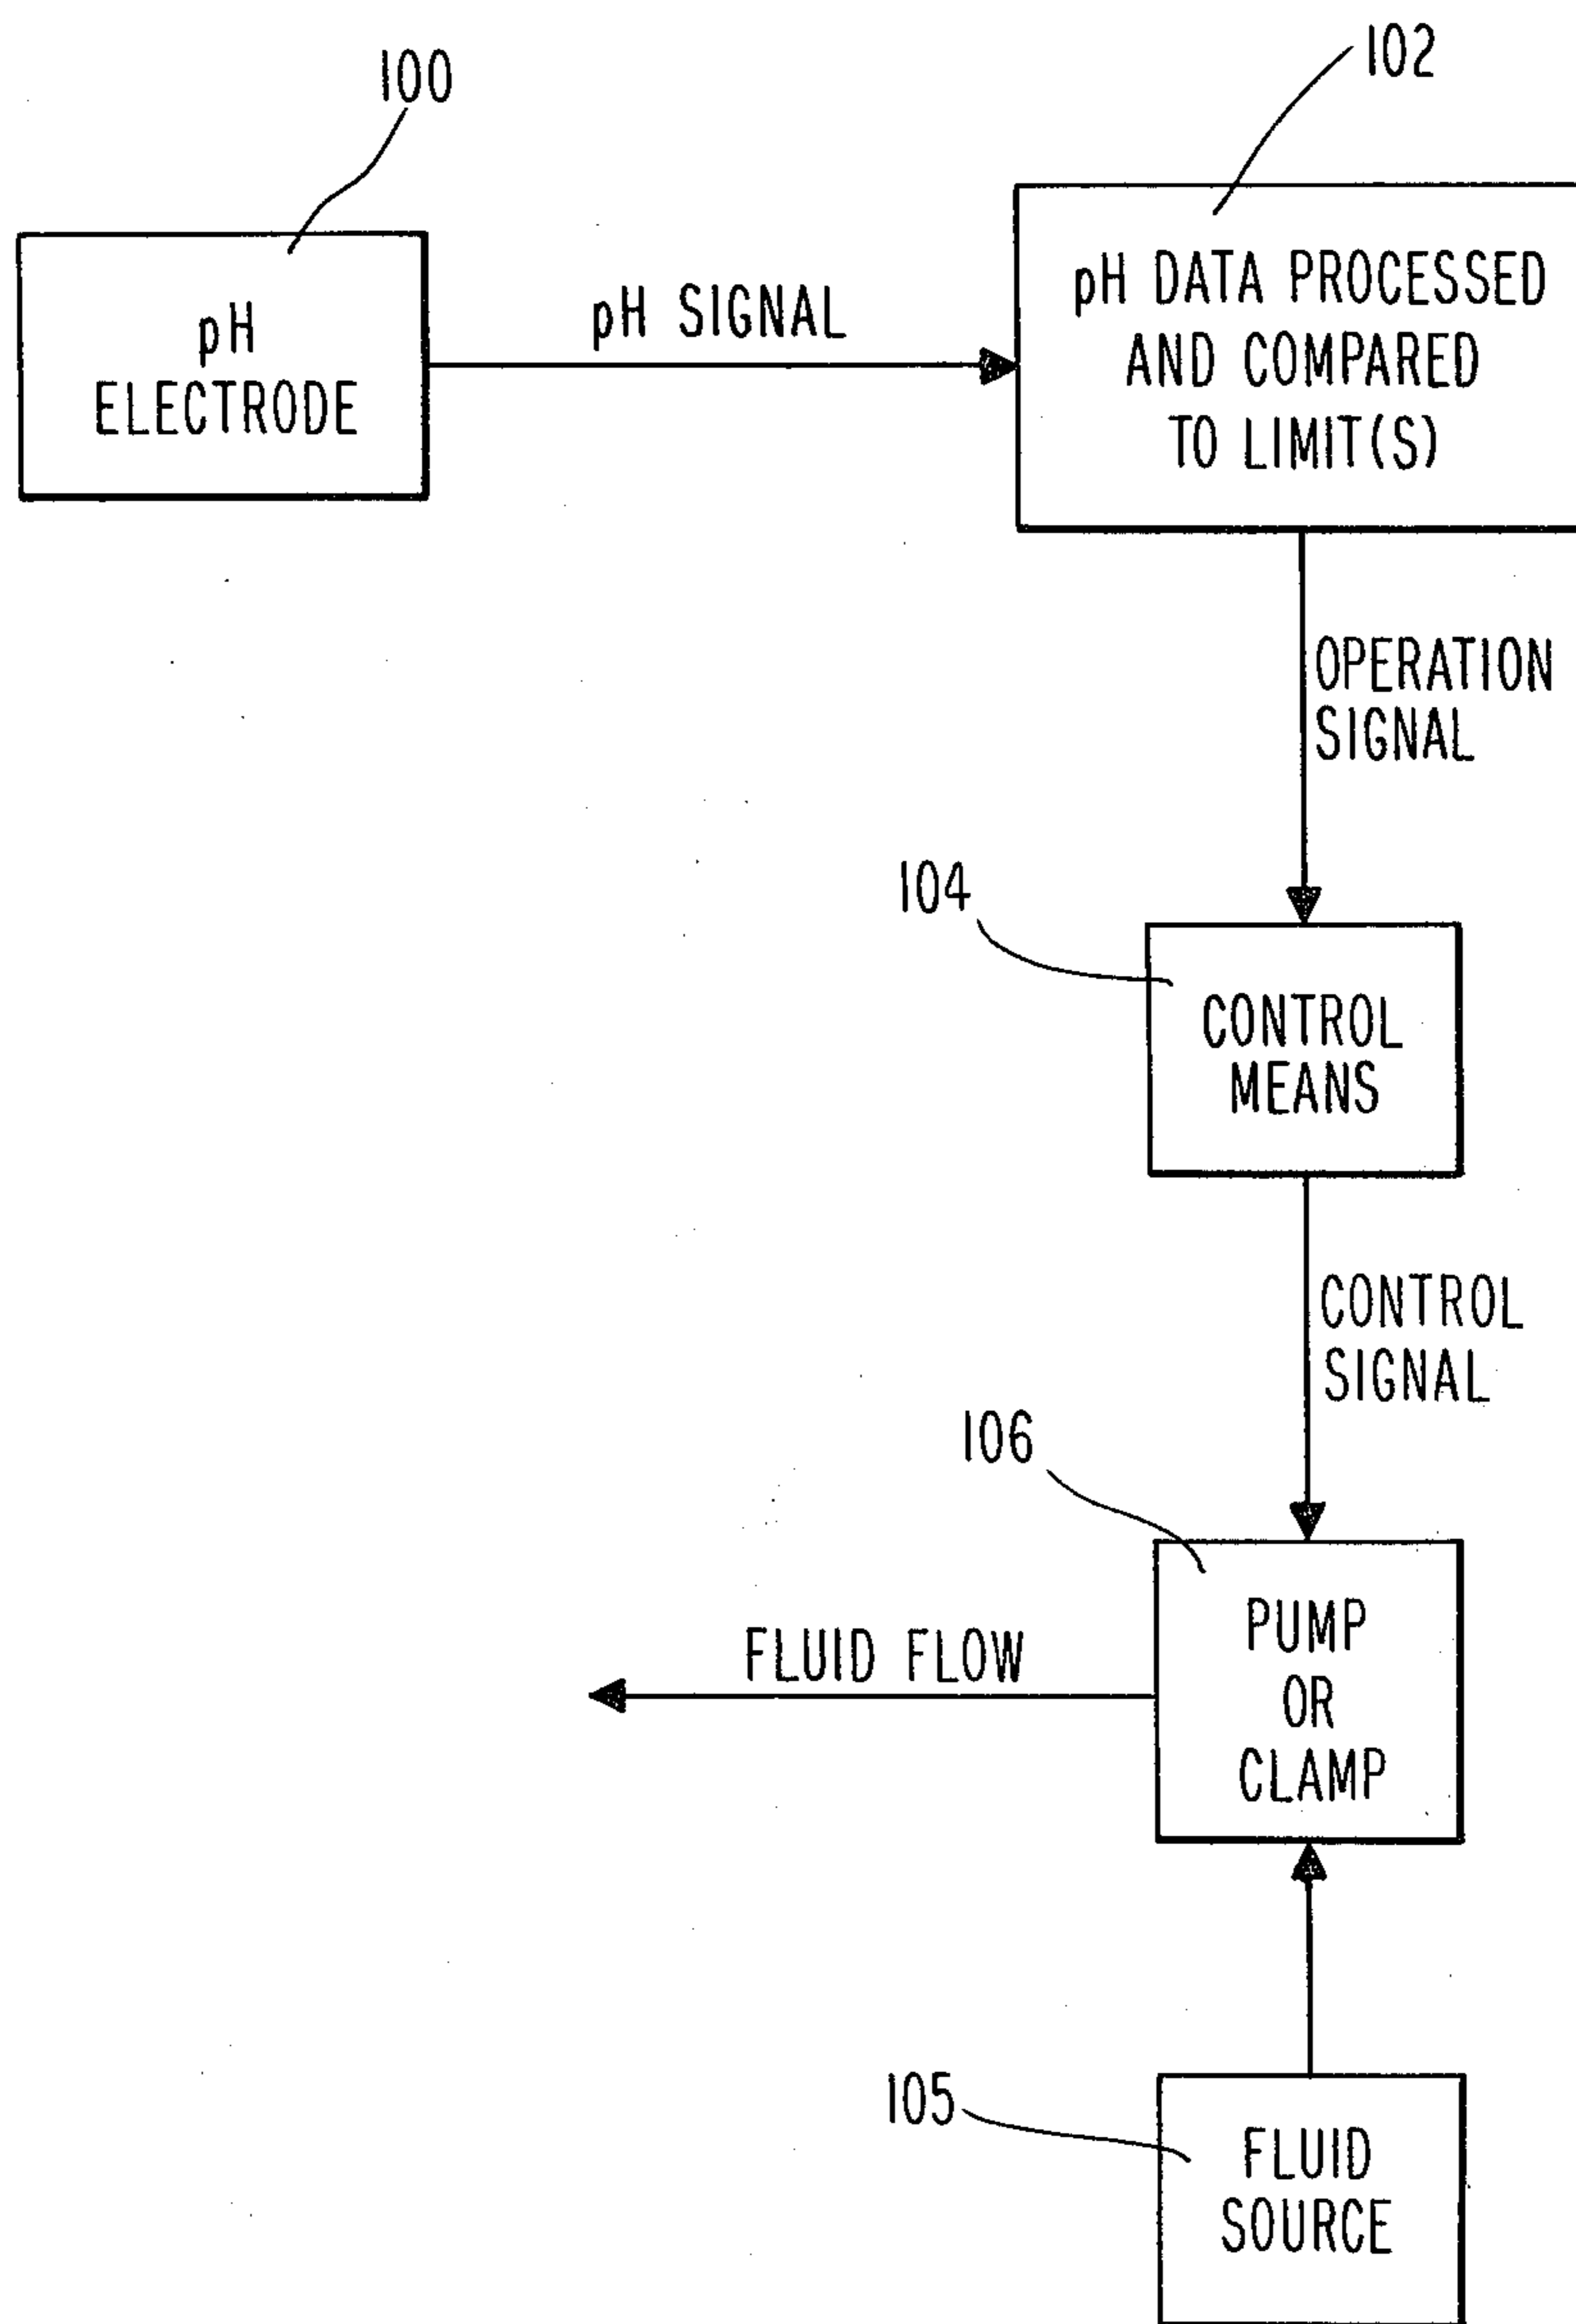 100
102
pH
ELECTRODE
pH SIGNAL
pH DATA PROCESSED
AND COMPARED
TO LIMIT(S)
OPERATION
SIGNAL
104
CONTROL
MEANS
CONTROL
SIGNAL
106
PUMP
OR
CLAMP
FLUID FLOW
105
FLUID
SOURCE